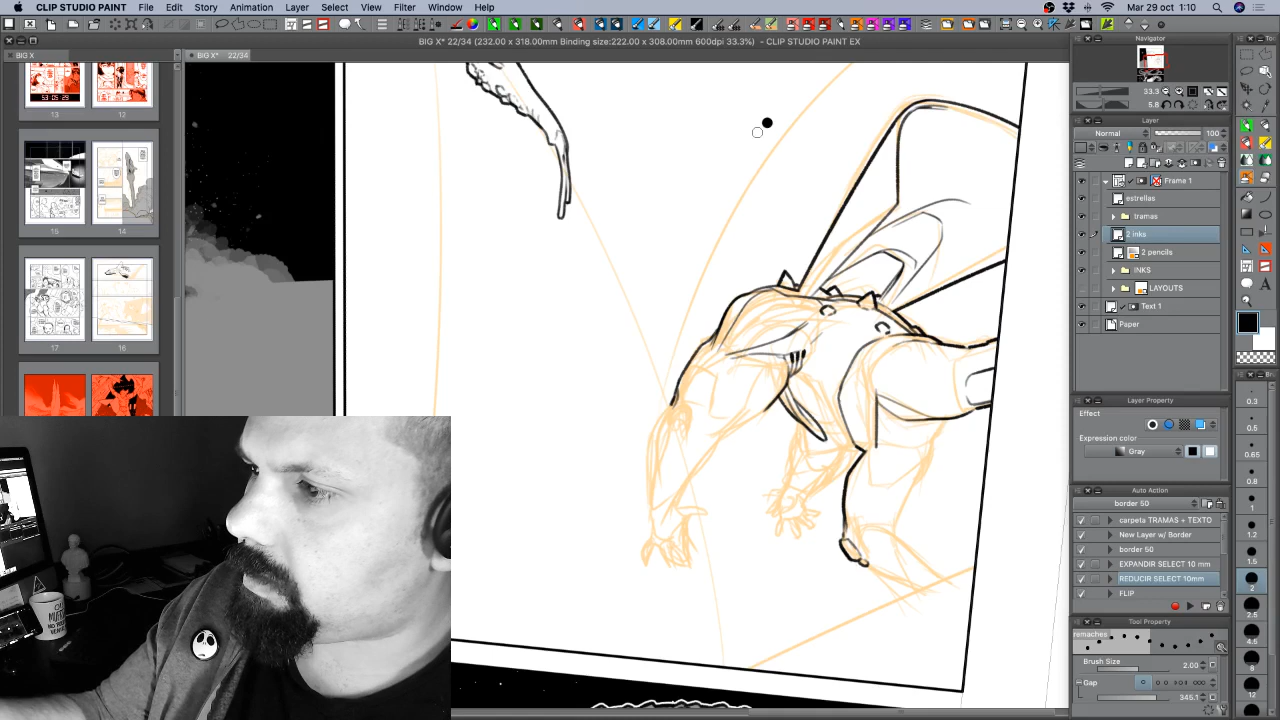 CLIP STUDIO PAINT File Edit Story Animation Layer Select View Filter Window Help Mar 29 oct 1:10
BIG X* 22/34 (232.00 x 318.00mm Binding size:222.00 x 308.00mm 600dpi 33.3%) - CLIP STUDIO PAINT EX
BIG X
BIG X* 22/34
13
12
15
14
17
16
Navigator
33.3
5.8
Layer
Normal
100
Frame 1
estrellas
tramas
2 inks
2 pencils
INKS
LAYOUTS
Text 1
Paper
Layer Property
Effect
Expression color
Gray
Auto Action
border 50
carpeta TRAMAS + TEXTO
New Layer w/ Border
border 50
EXPANDIR SELECT 10 mm
REDUCIR SELECT 10mm
FLIP
Tool Property
remaches
Brush Size
2.00
Gap
345.1
0.3
0.5
0.65
0.8
1
1.2
1.5
2
2.5
4.5
8
12